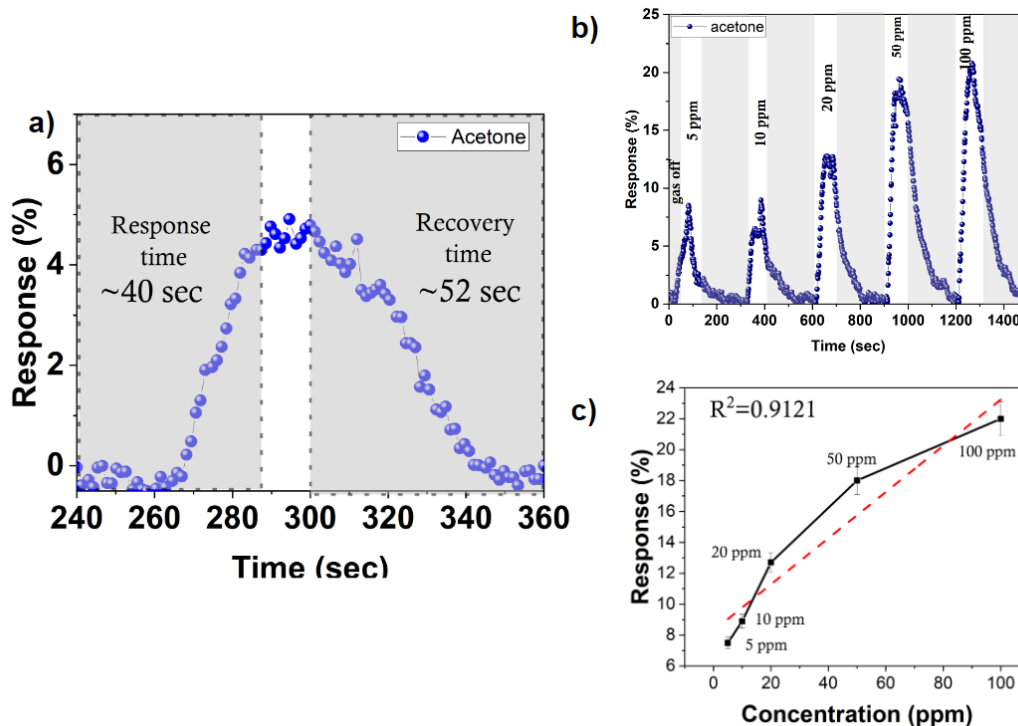 a)
Acetone
Response
time
~40 sec
Recovery
time
~52 sec
Response (%)
6
4
2
0
240 260 280 300 320 340 360
Time (sec)
b)
acetone
gas off
5 ppm
10 ppm
20 ppm
50 ppm
100 ppm
Response (%)
25
20
15
10
5
0
0 200 400 600 800 1000 1200 1400
Time (sec)
c)
R²=0.9121
5 ppm
10 ppm
20 ppm
50 ppm
100 ppm
Response (%)
24
22
20
18
16
14
12
10
8
6
0 20 40 60 80 100
Concentration (ppm)